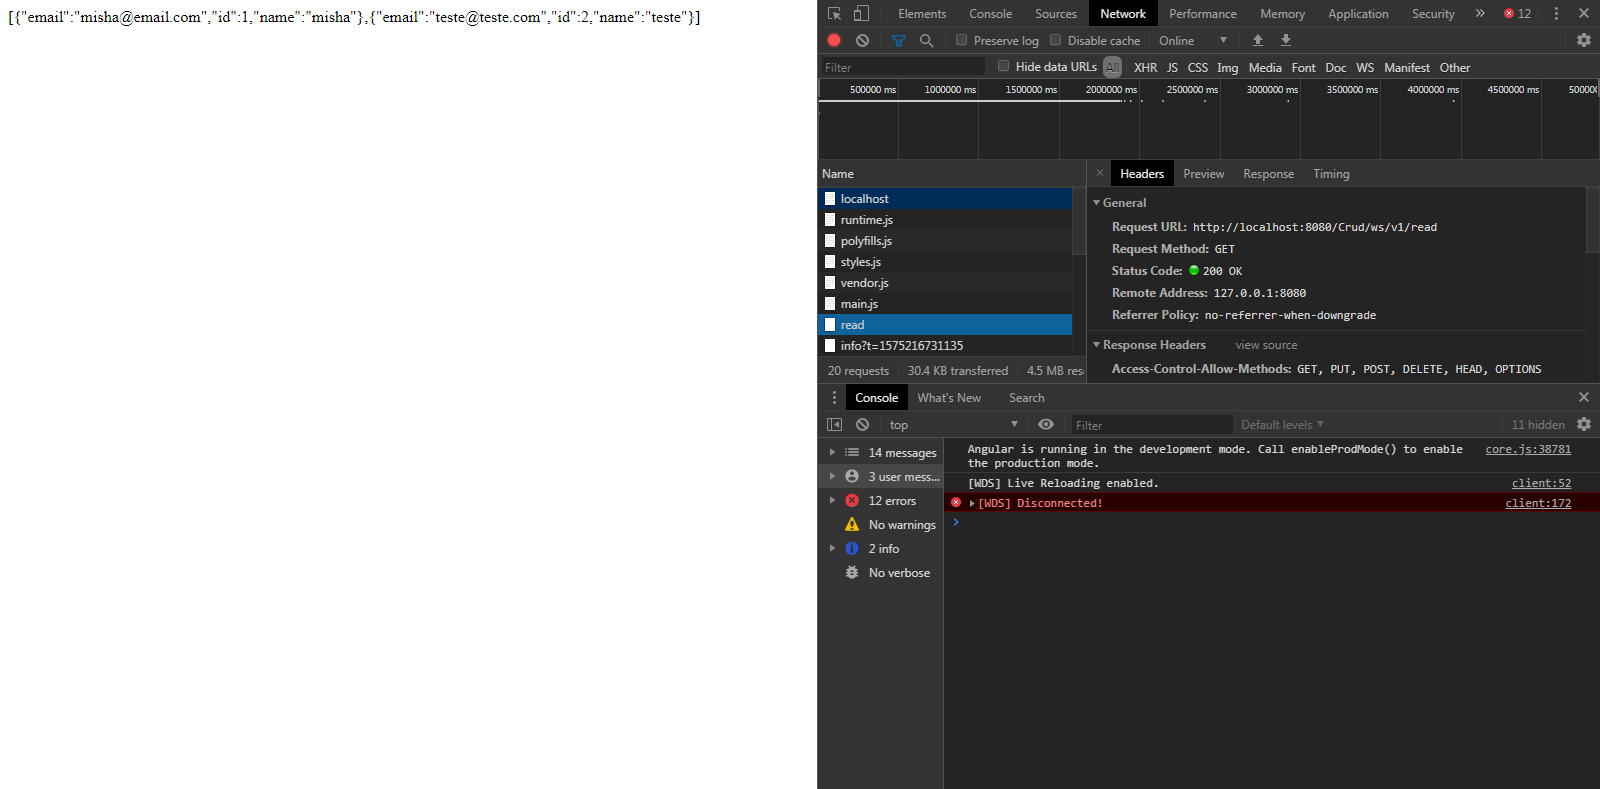 [{"email":"misha@email.com","id":1,"name":"misha"},{"email":"teste@teste.com","id":2,"name":"teste"}]
Elements Console Sources Network Performance Memory Application Security » 12
Preserve log Disable cache Online
Filter Hide data URLs All XHR JS CSS Img Media Font Doc WS Manifest Other
500000 ms 1000000 ms 1500000 ms 2000000 ms 2500000 ms 3000000 ms 3500000 ms 4000000 ms 4500000 ms 50000
Name
localhost
runtime.js
polyfills.js
styles.js
vendor.js
main.js
read
info?t=1575216731135
20 requests 30.4 KB transferred 4.5 MB res
Headers Preview Response Timing
General
Request URL: http://localhost:8080/Crud/ws/v1/read
Request Method: GET
Status Code: 200 OK
Remote Address: 127.0.0.1:8080
Referrer Policy: no-referrer-when-downgrade
Response Headers view source
Access-Control-Allow-Methods: GET, PUT, POST, DELETE, HEAD, OPTIONS
Console What's New Search
top Filter Default levels 11 hidden
14 messages
3 user mess...
12 errors
No warnings
2 info
No verbose
Angular is running in the development mode. Call enableProdMode() to enable core.js:38781
the production mode.
[WDS] Live Reloading enabled. client:52
[WDS] Disconnected! client:172